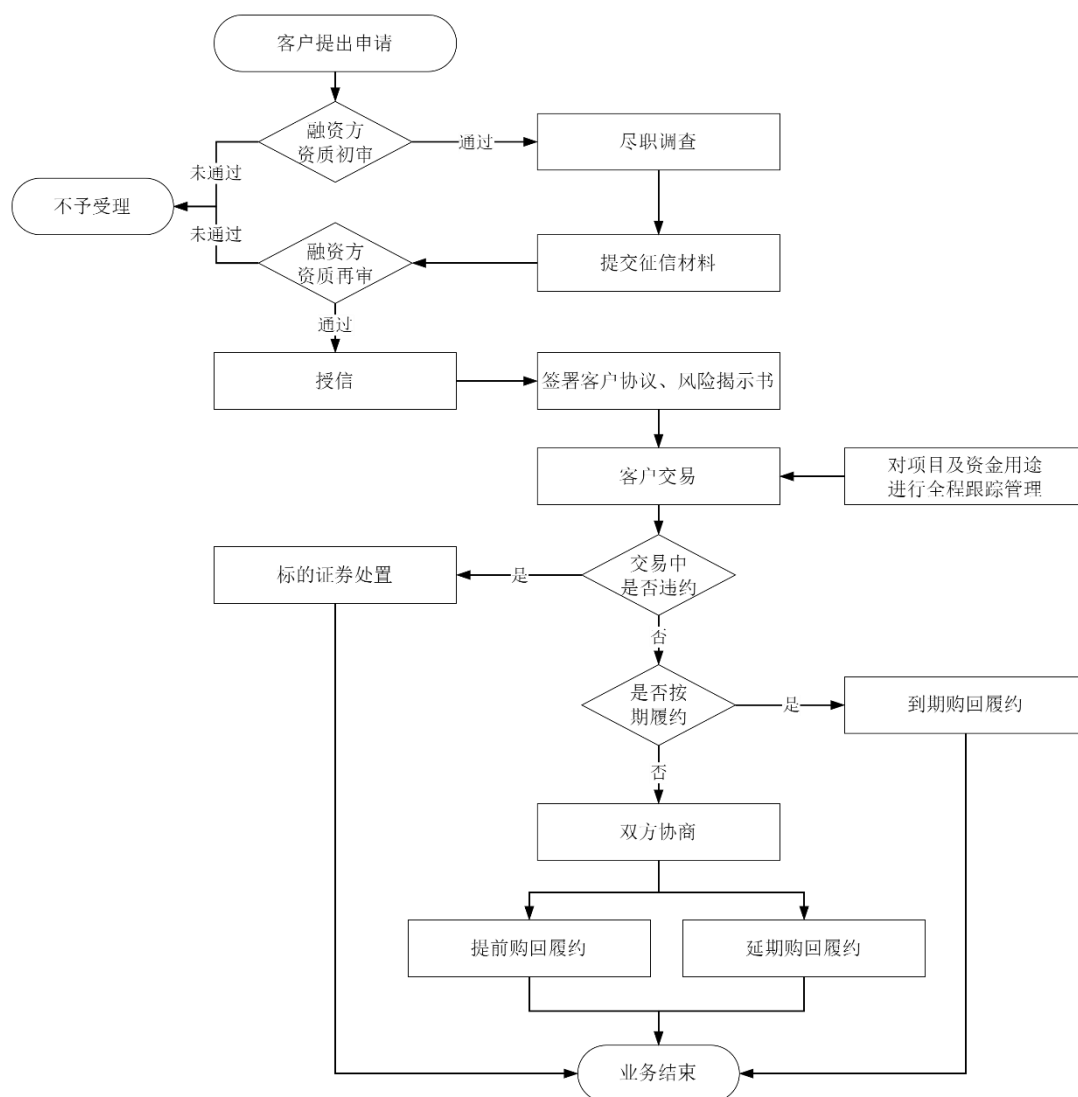 客户提出申请
融资方
资质初审
通过
尽职调查
未通过
不予受理
未通过
融资方
资质再审
提交征信材料
通过
授信
签署客户协议、风险揭示书
客户交易
对项目及资金用途
进行全程跟踪管理
交易中
是否违约
是
标的证券处置
否
是否按
期履约
是
到期购回履约
否
双方协商
提前购回履约
延期购回履约
业务结束